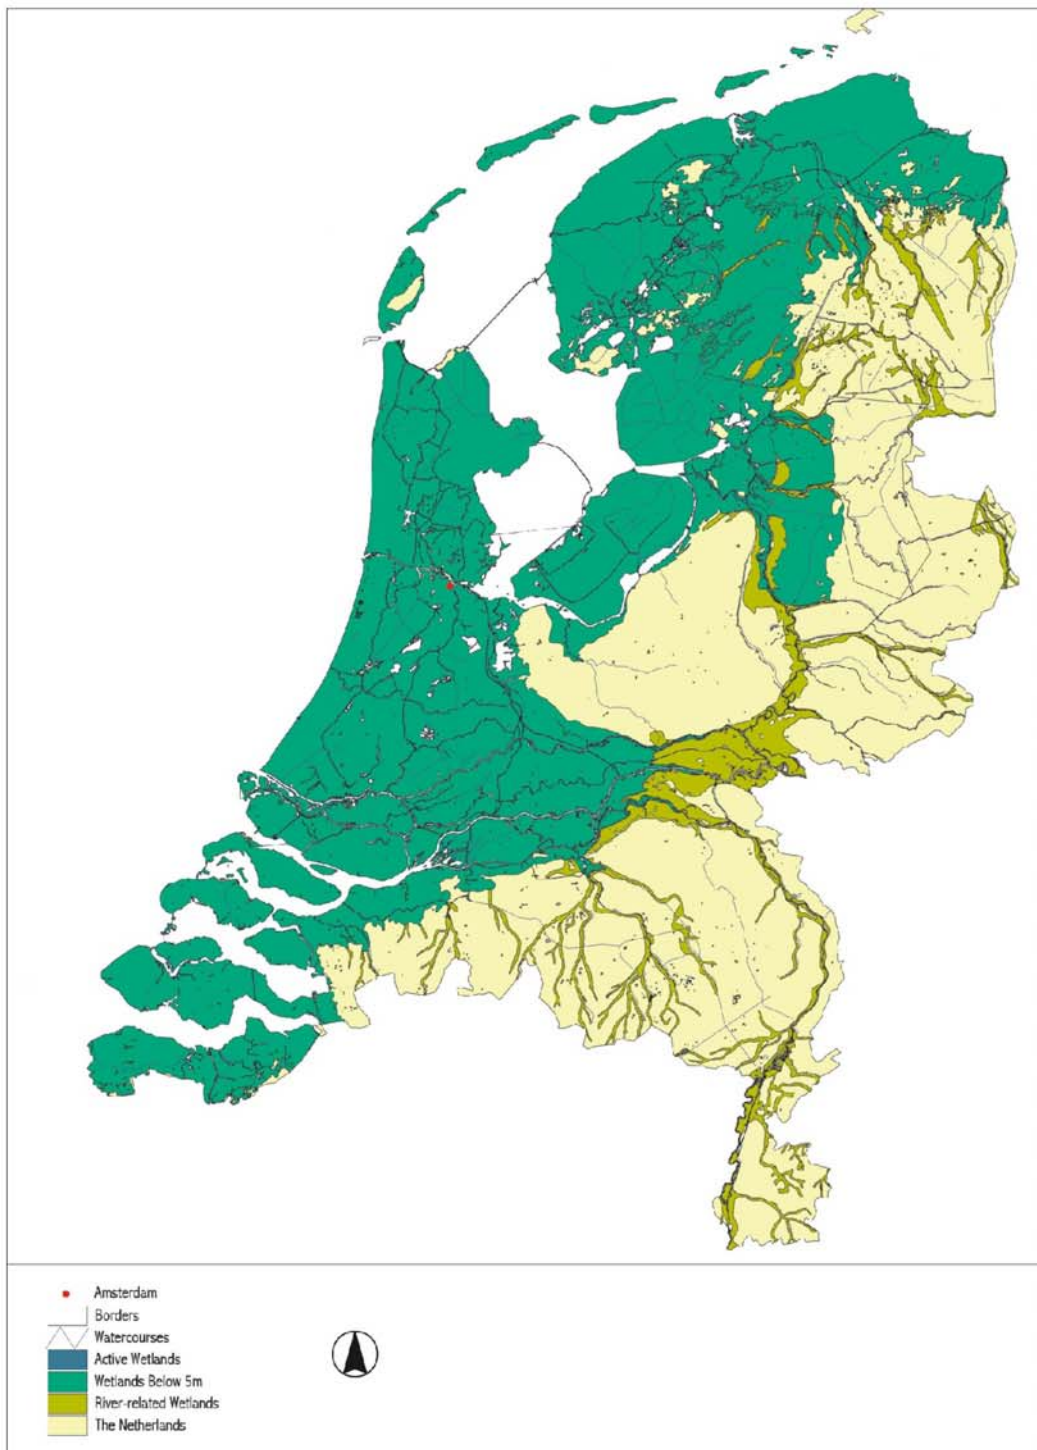 Amsterdam
Borders
Watercourses
Active Wetlands
Wetlands Below 5m
River-related Wetlands
The Netherlands